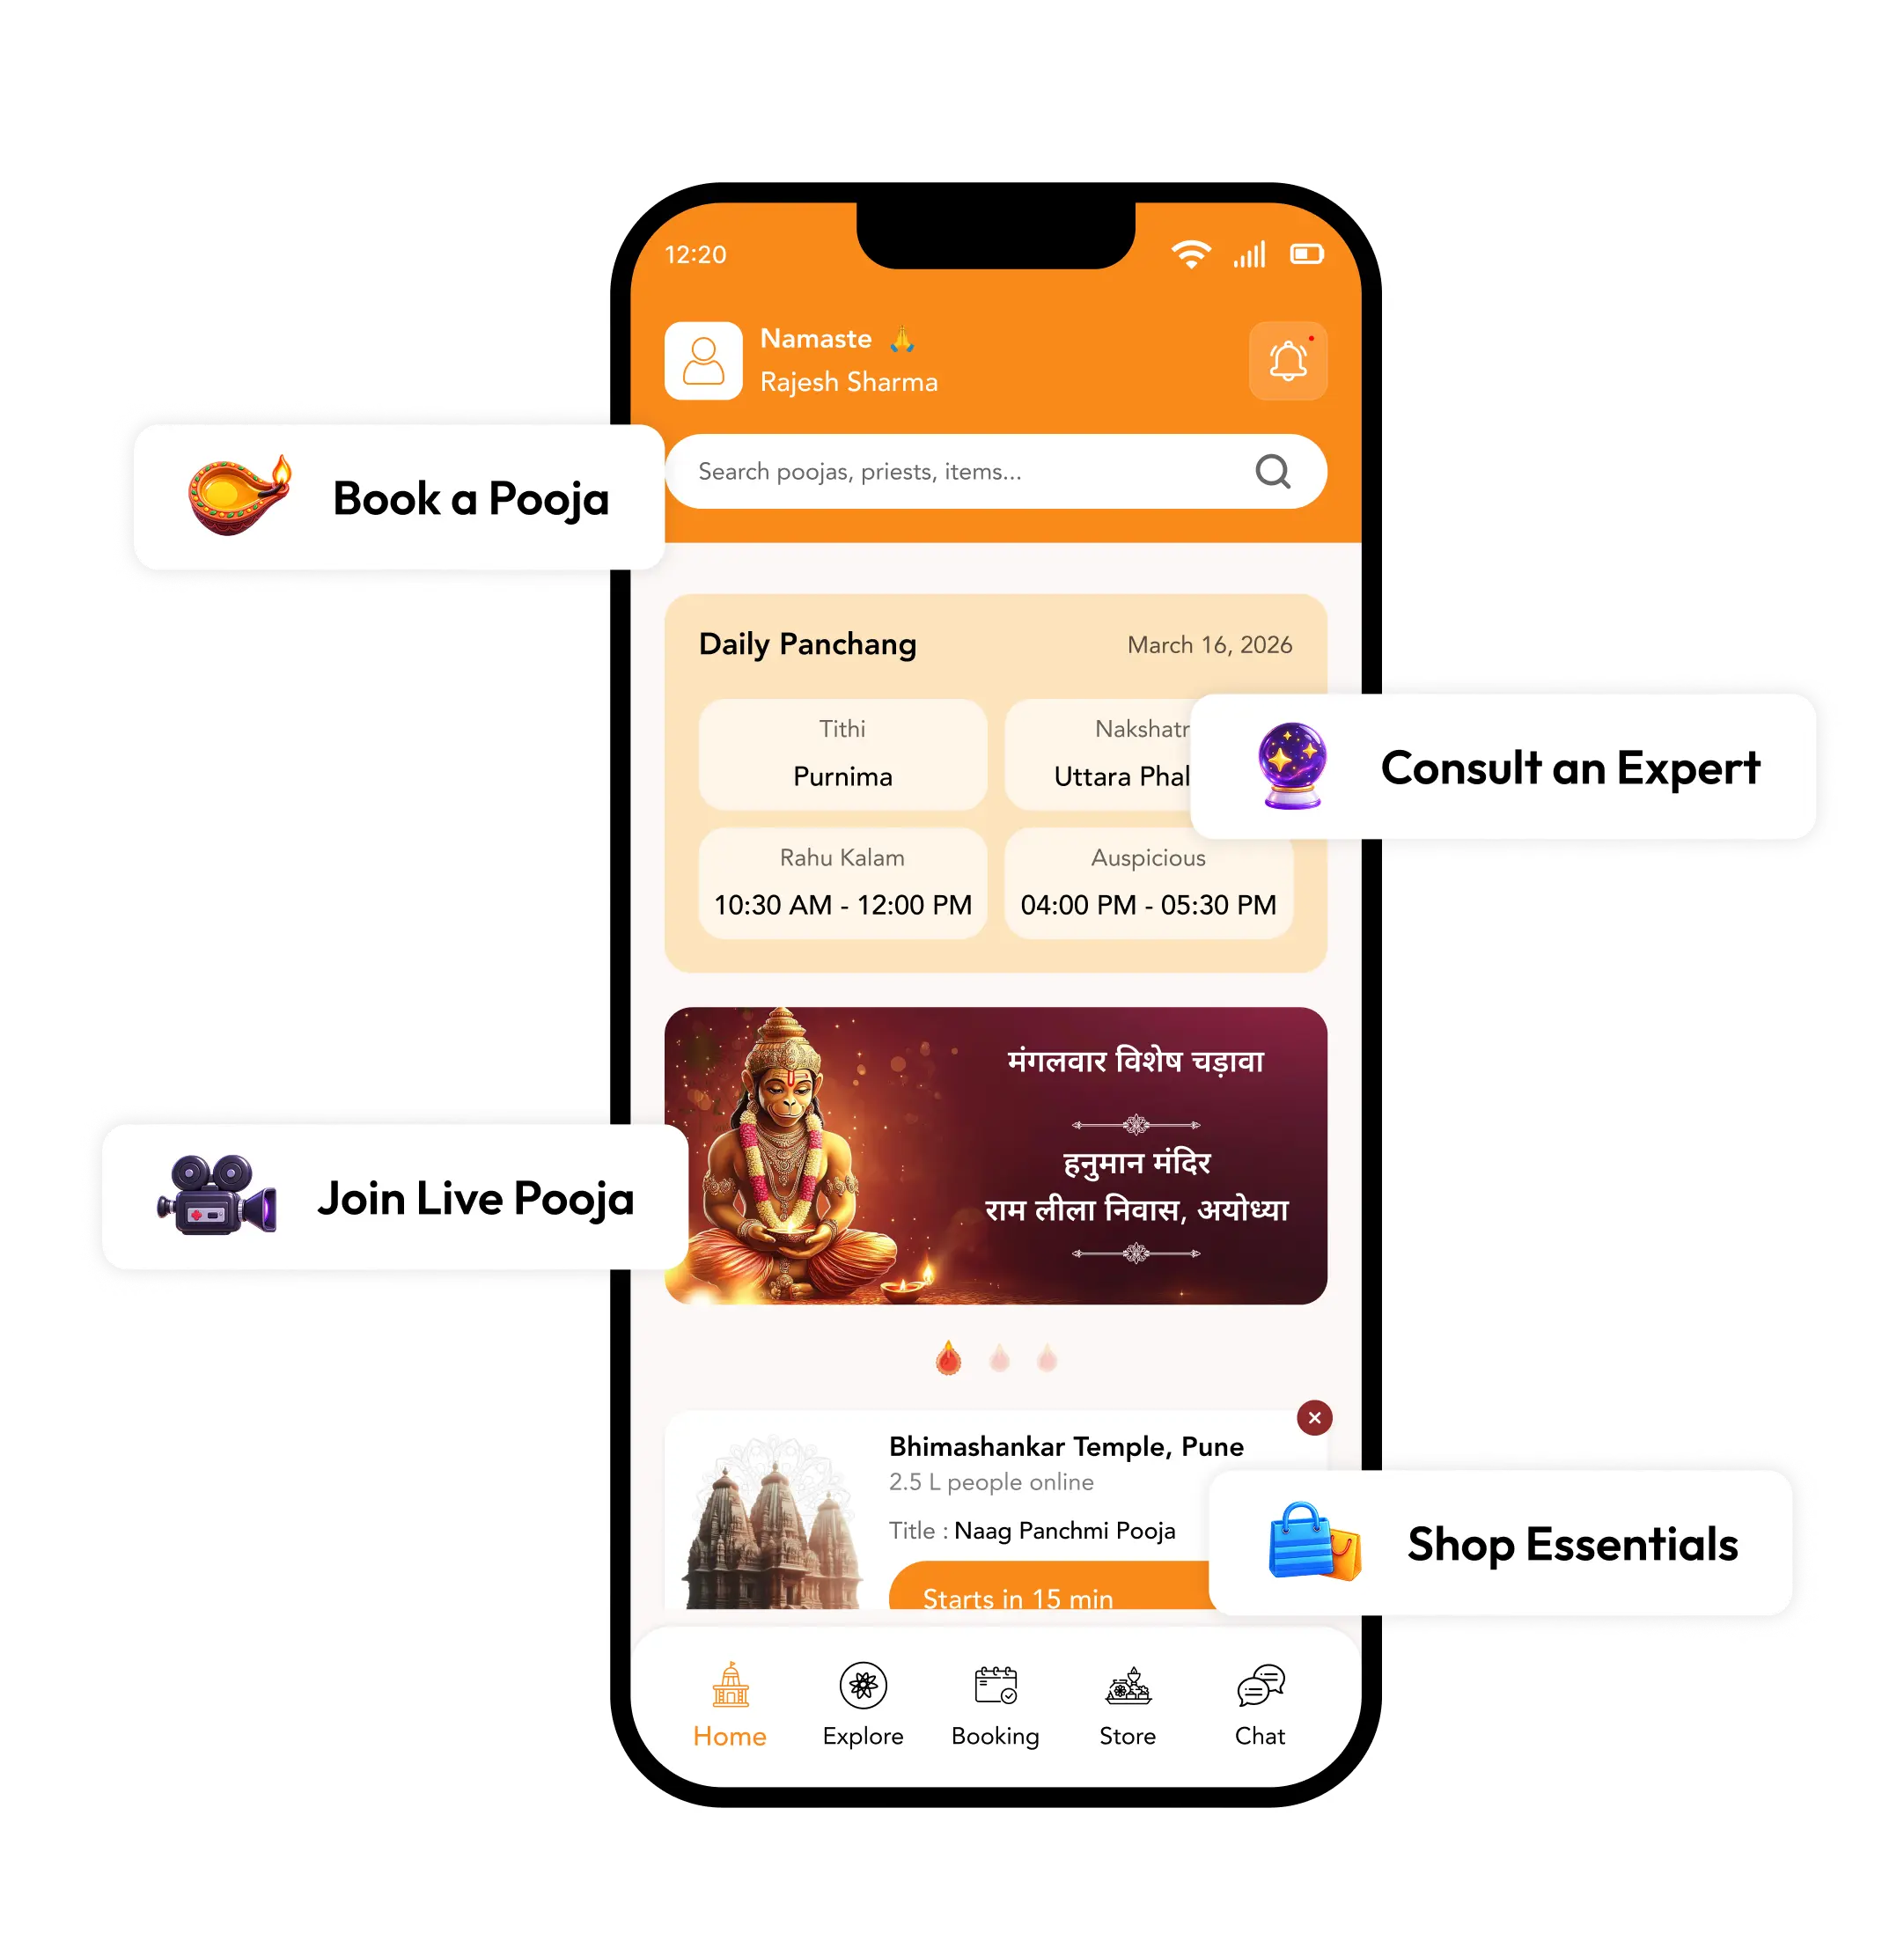 12:20
Namaste
Rajesh Sharma
Book a Pooja
Search poojas, priests, items...
Daily Panchang
March 16, 2026
Tithi
Purnima
Nakshatr
Uttara Phal
Consult an Expert
Rahu Kalam
10:30 AM - 12:00 PM
Auspicious
04:00 PM - 05:30 PM
मंगलवार विशेष चड़ावा
हनुमान मंदिर
राम लीला निवास, अयोध्या
Join Live Pooja
Bhimashankar Temple, Pune
2.5 L people online
Title : Naag Panchmi Pooja
Starts in 15 min
Shop Essentials
Home
Explore
Booking
Store
Chat